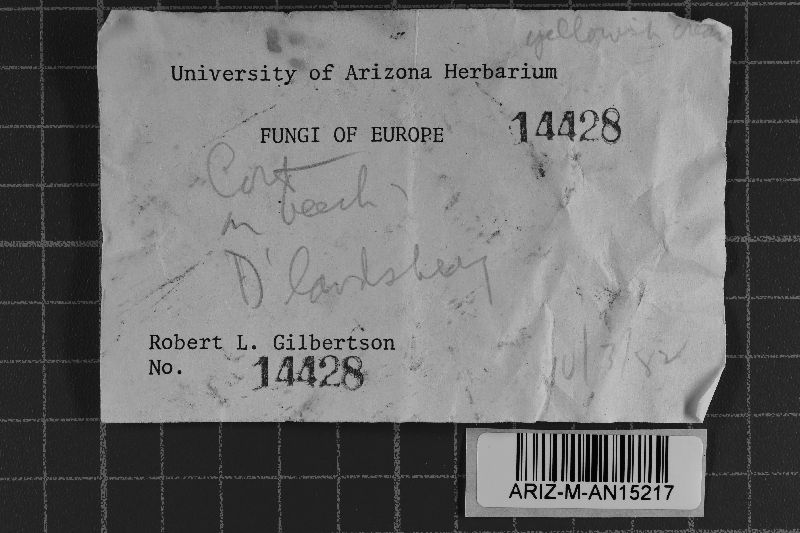 yellowish
University of Arizona Herbarium
FUNGI OF EUROPE 14428
Cort
on beech
D'landsberg
Robert L. Gilbertson
No. 14428
10/3/82
ARIZ-M-AN15217